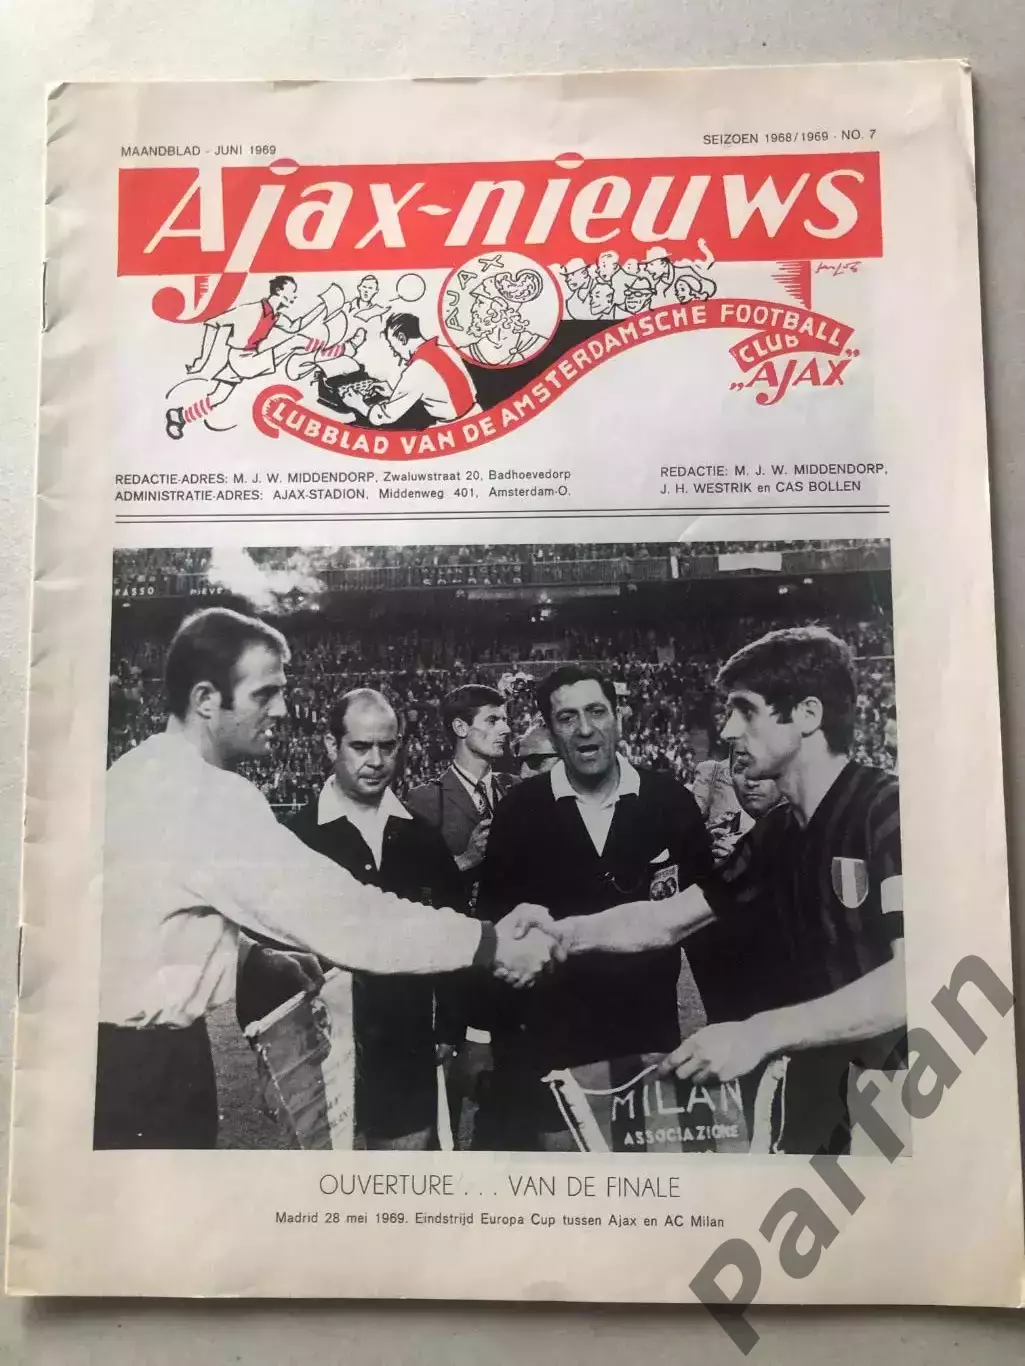 MAANDBLAD - JUNI 1969
SEIZOEN 1968/1969 - NO. 7
Ajax-nieuws
AJAX
CLUBBLAD VAN DE AMSTERDAMSCHE FOOTBALL
CLUB
„AJAX”
REDACTIE-ADRES: M. J. W. MIDDENDORP, Zwaluwstraat 20, Badhoevedorp
ADMINISTRATIE-ADRES: AJAX-STADION, Middenweg 401, Amsterdam-O.
REDACTIE: M. J. W. MIDDENDORP,
J. H. WESTRIK en CAS BOLLEN
RASSO
PIEVE
MILAN
ASSOCIAZIONE
OUVERTURE ... VAN DE FINALE
Madrid 28 mei 1969. Eindstrijd Europa Cup tussen Ajax en AC Milan
Parfan